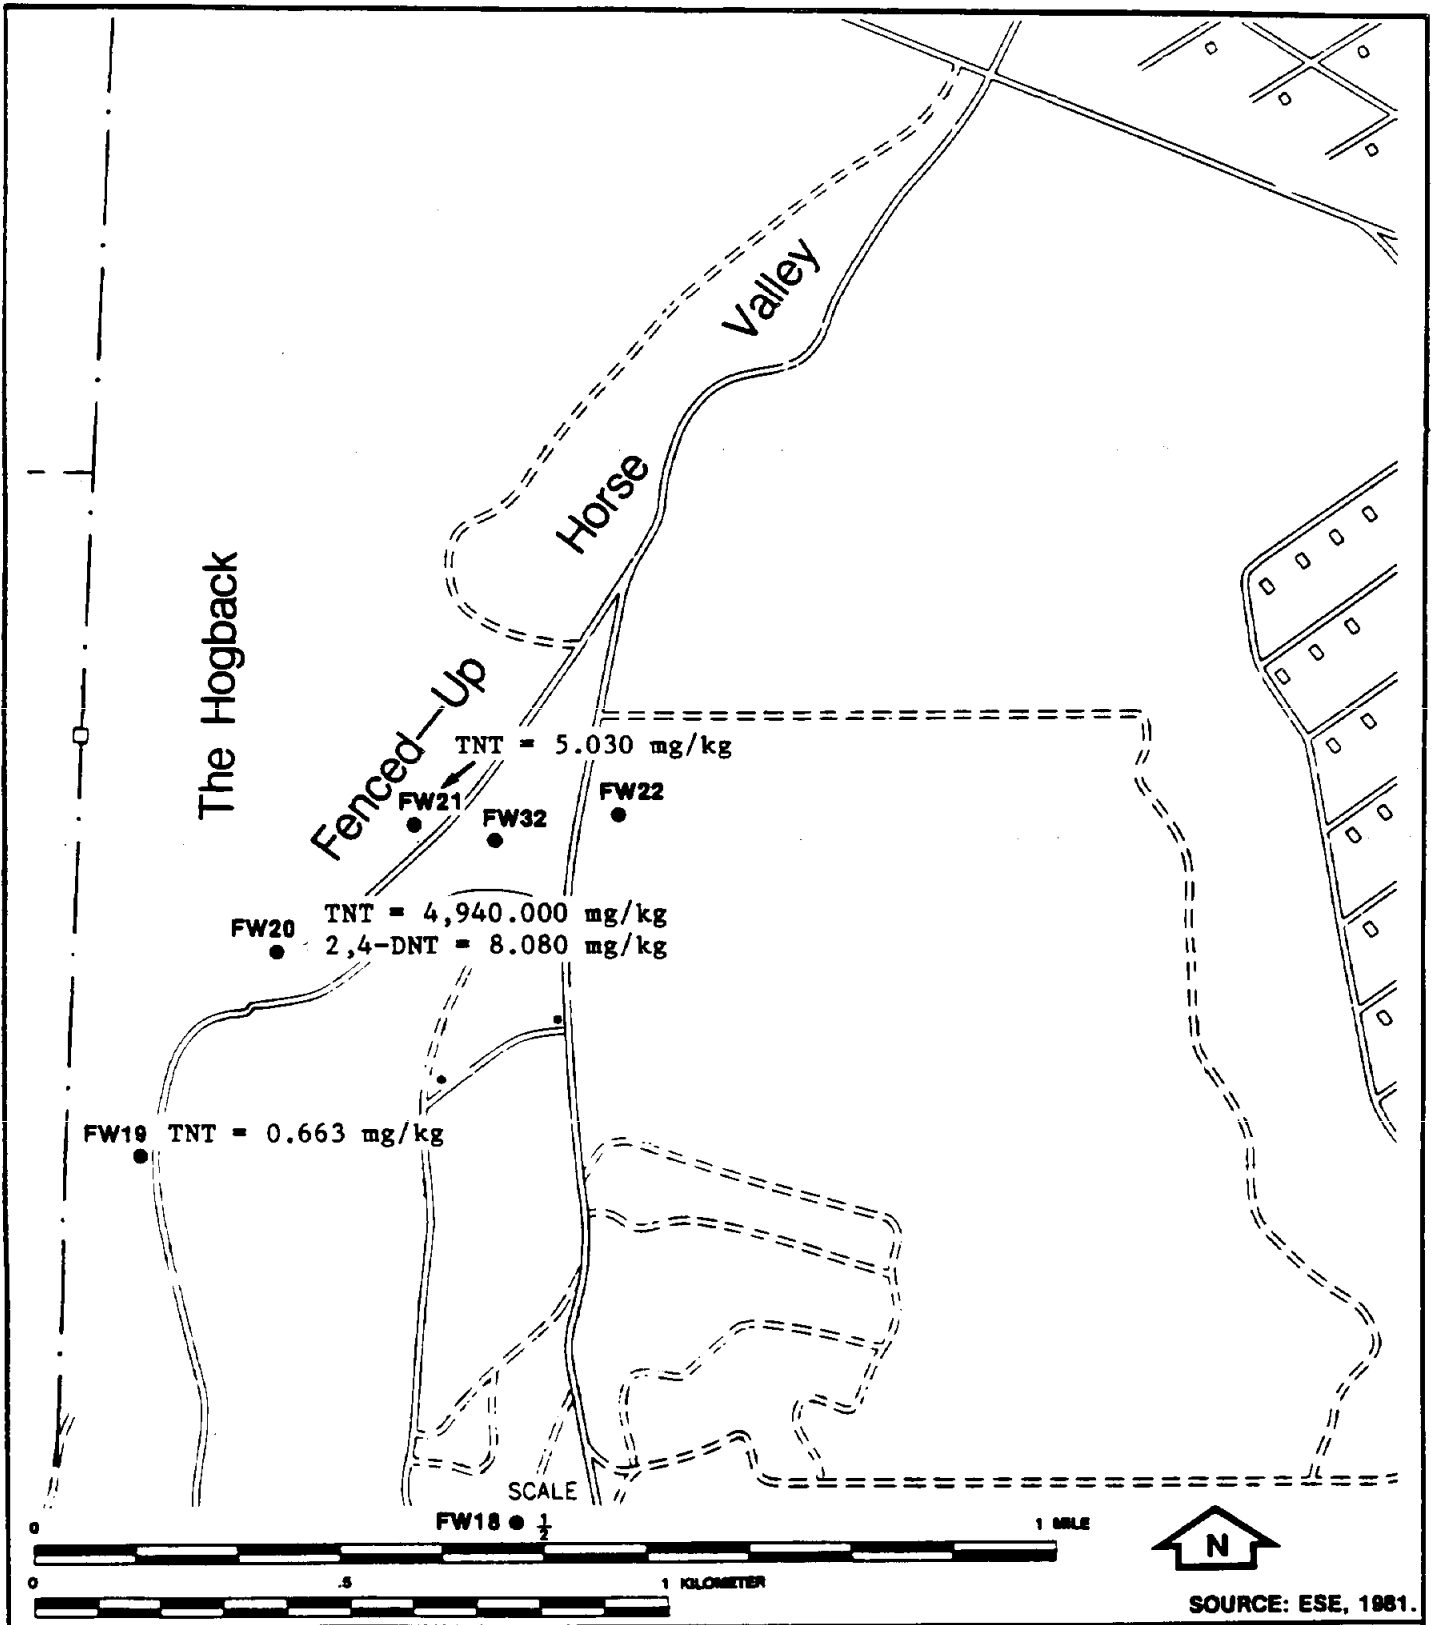 Valley
Horse
The Hogback
Fenced—Up
TNT = 5.030 mg/kg
FW21
FW32
FW22
TNT = 4,940.000 mg/kg
FW20
2,4-DNT = 8.080 mg/kg
FW19 TNT = 0.663 mg/kg
SCALE
FW18
0 1/2 1 MILE
0 .5 1 KILOMETER
N
SOURCE: ESE, 1981.